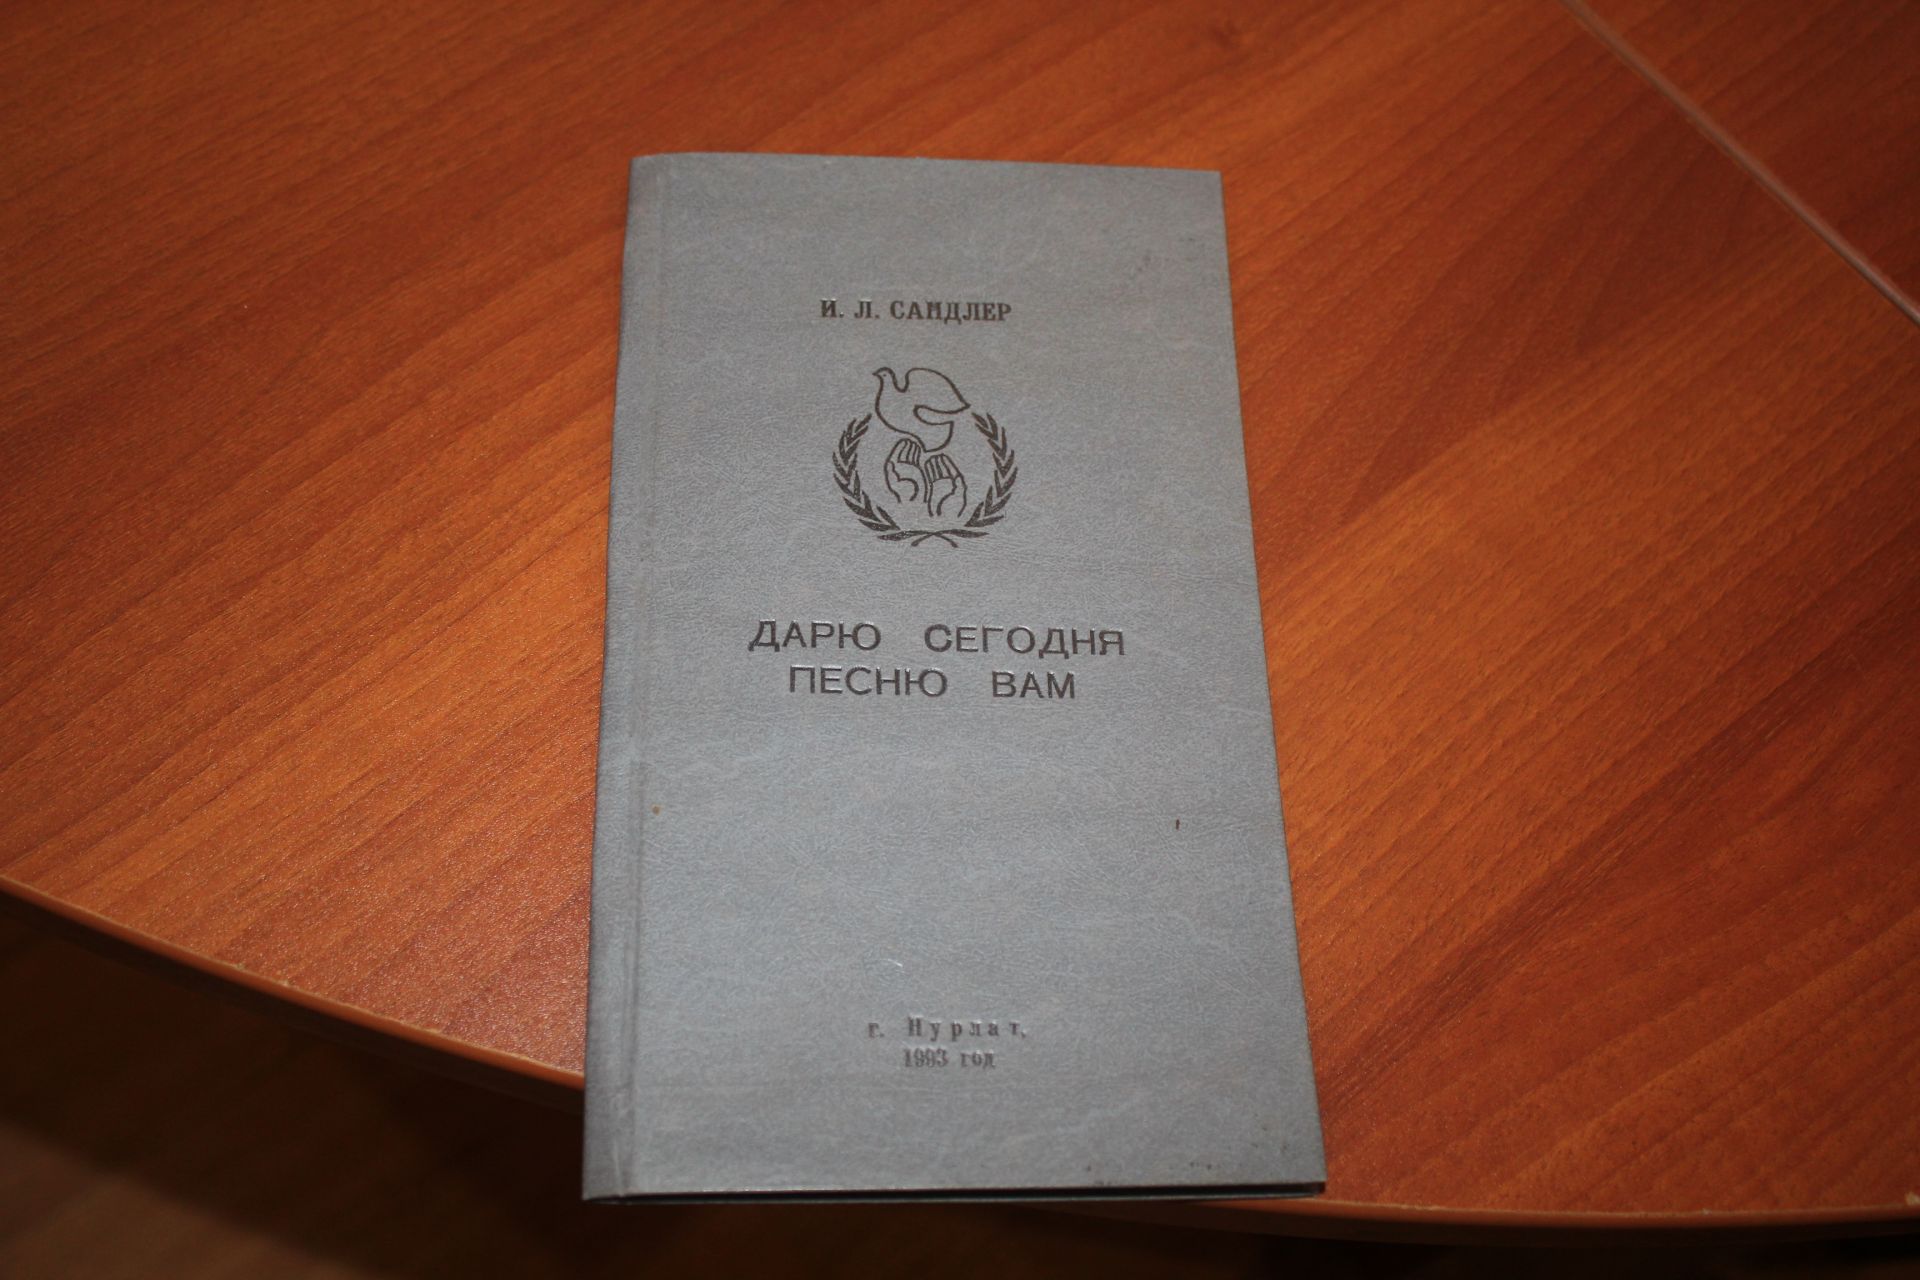 И. Л. САНДЛЕР
ДАРЮ СЕГОДНЯ
ПЕСНЮ ВАМ
г. Нурлат,
1993 год